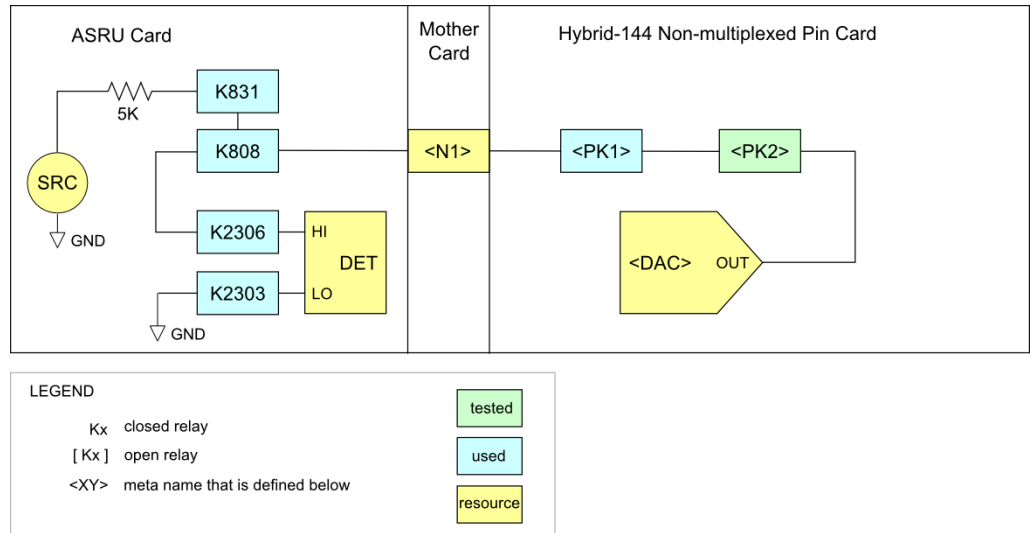 ASRU Card
Mother
Card
Hybrid-144 Non-multiplexed Pin Card
K831
5K
K808
<N1>
<PK1>
<PK2>
SRC
GND
K2306
HI
DET
K2303
LO
GND
<DAC>
OUT
LEGEND
Kx closed relay
[ Kx ] open relay
<XY> meta name that is defined below
tested
used
resource